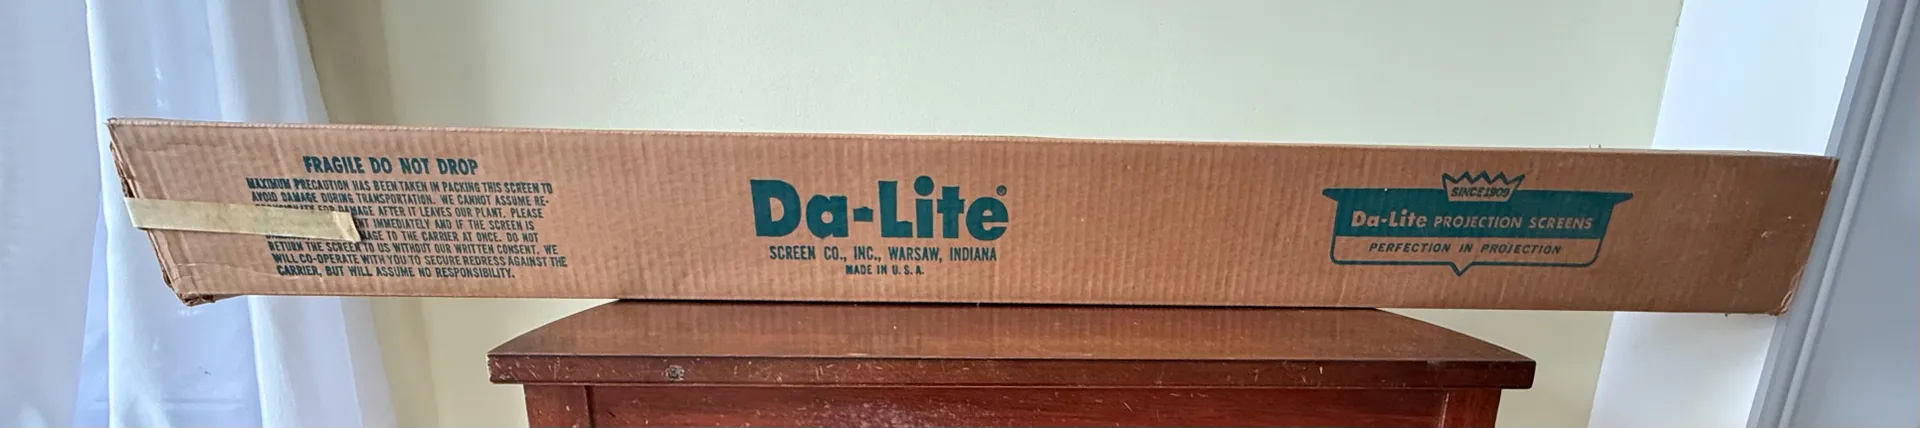 FRAGILE DO NOT DROP
MAXIMUM PRECAUTION HAS BEEN TAKEN IN PACKING THIS SCREEN TO
AVOID DAMAGE DURING TRANSPORTATION. WE CANNOT ASSUME RE-
FOR DAMAGE AFTER IT LEAVES OUR PLANT. PLEASE
IMMEDIATELY AND IF THE SCREEN IS
TO THE CARRIER AT ONCE. DO NOT
RETURN THE SCREEN TO US WITHOUT OUR WRITTEN CONSENT. WE
WILL CO-OPERATE WITH YOU TO SECURE REDRESS AGAINST THE
CARRIER, BUT WILL ASSUME NO RESPONSIBILITY.
Da-Lite®
SCREEN CO., INC., WARSAW, INDIANA
MADE IN U.S.A.
SINCE 1909
Da-Lite PROJECTION SCREENS
PERFECTION IN PROJECTION